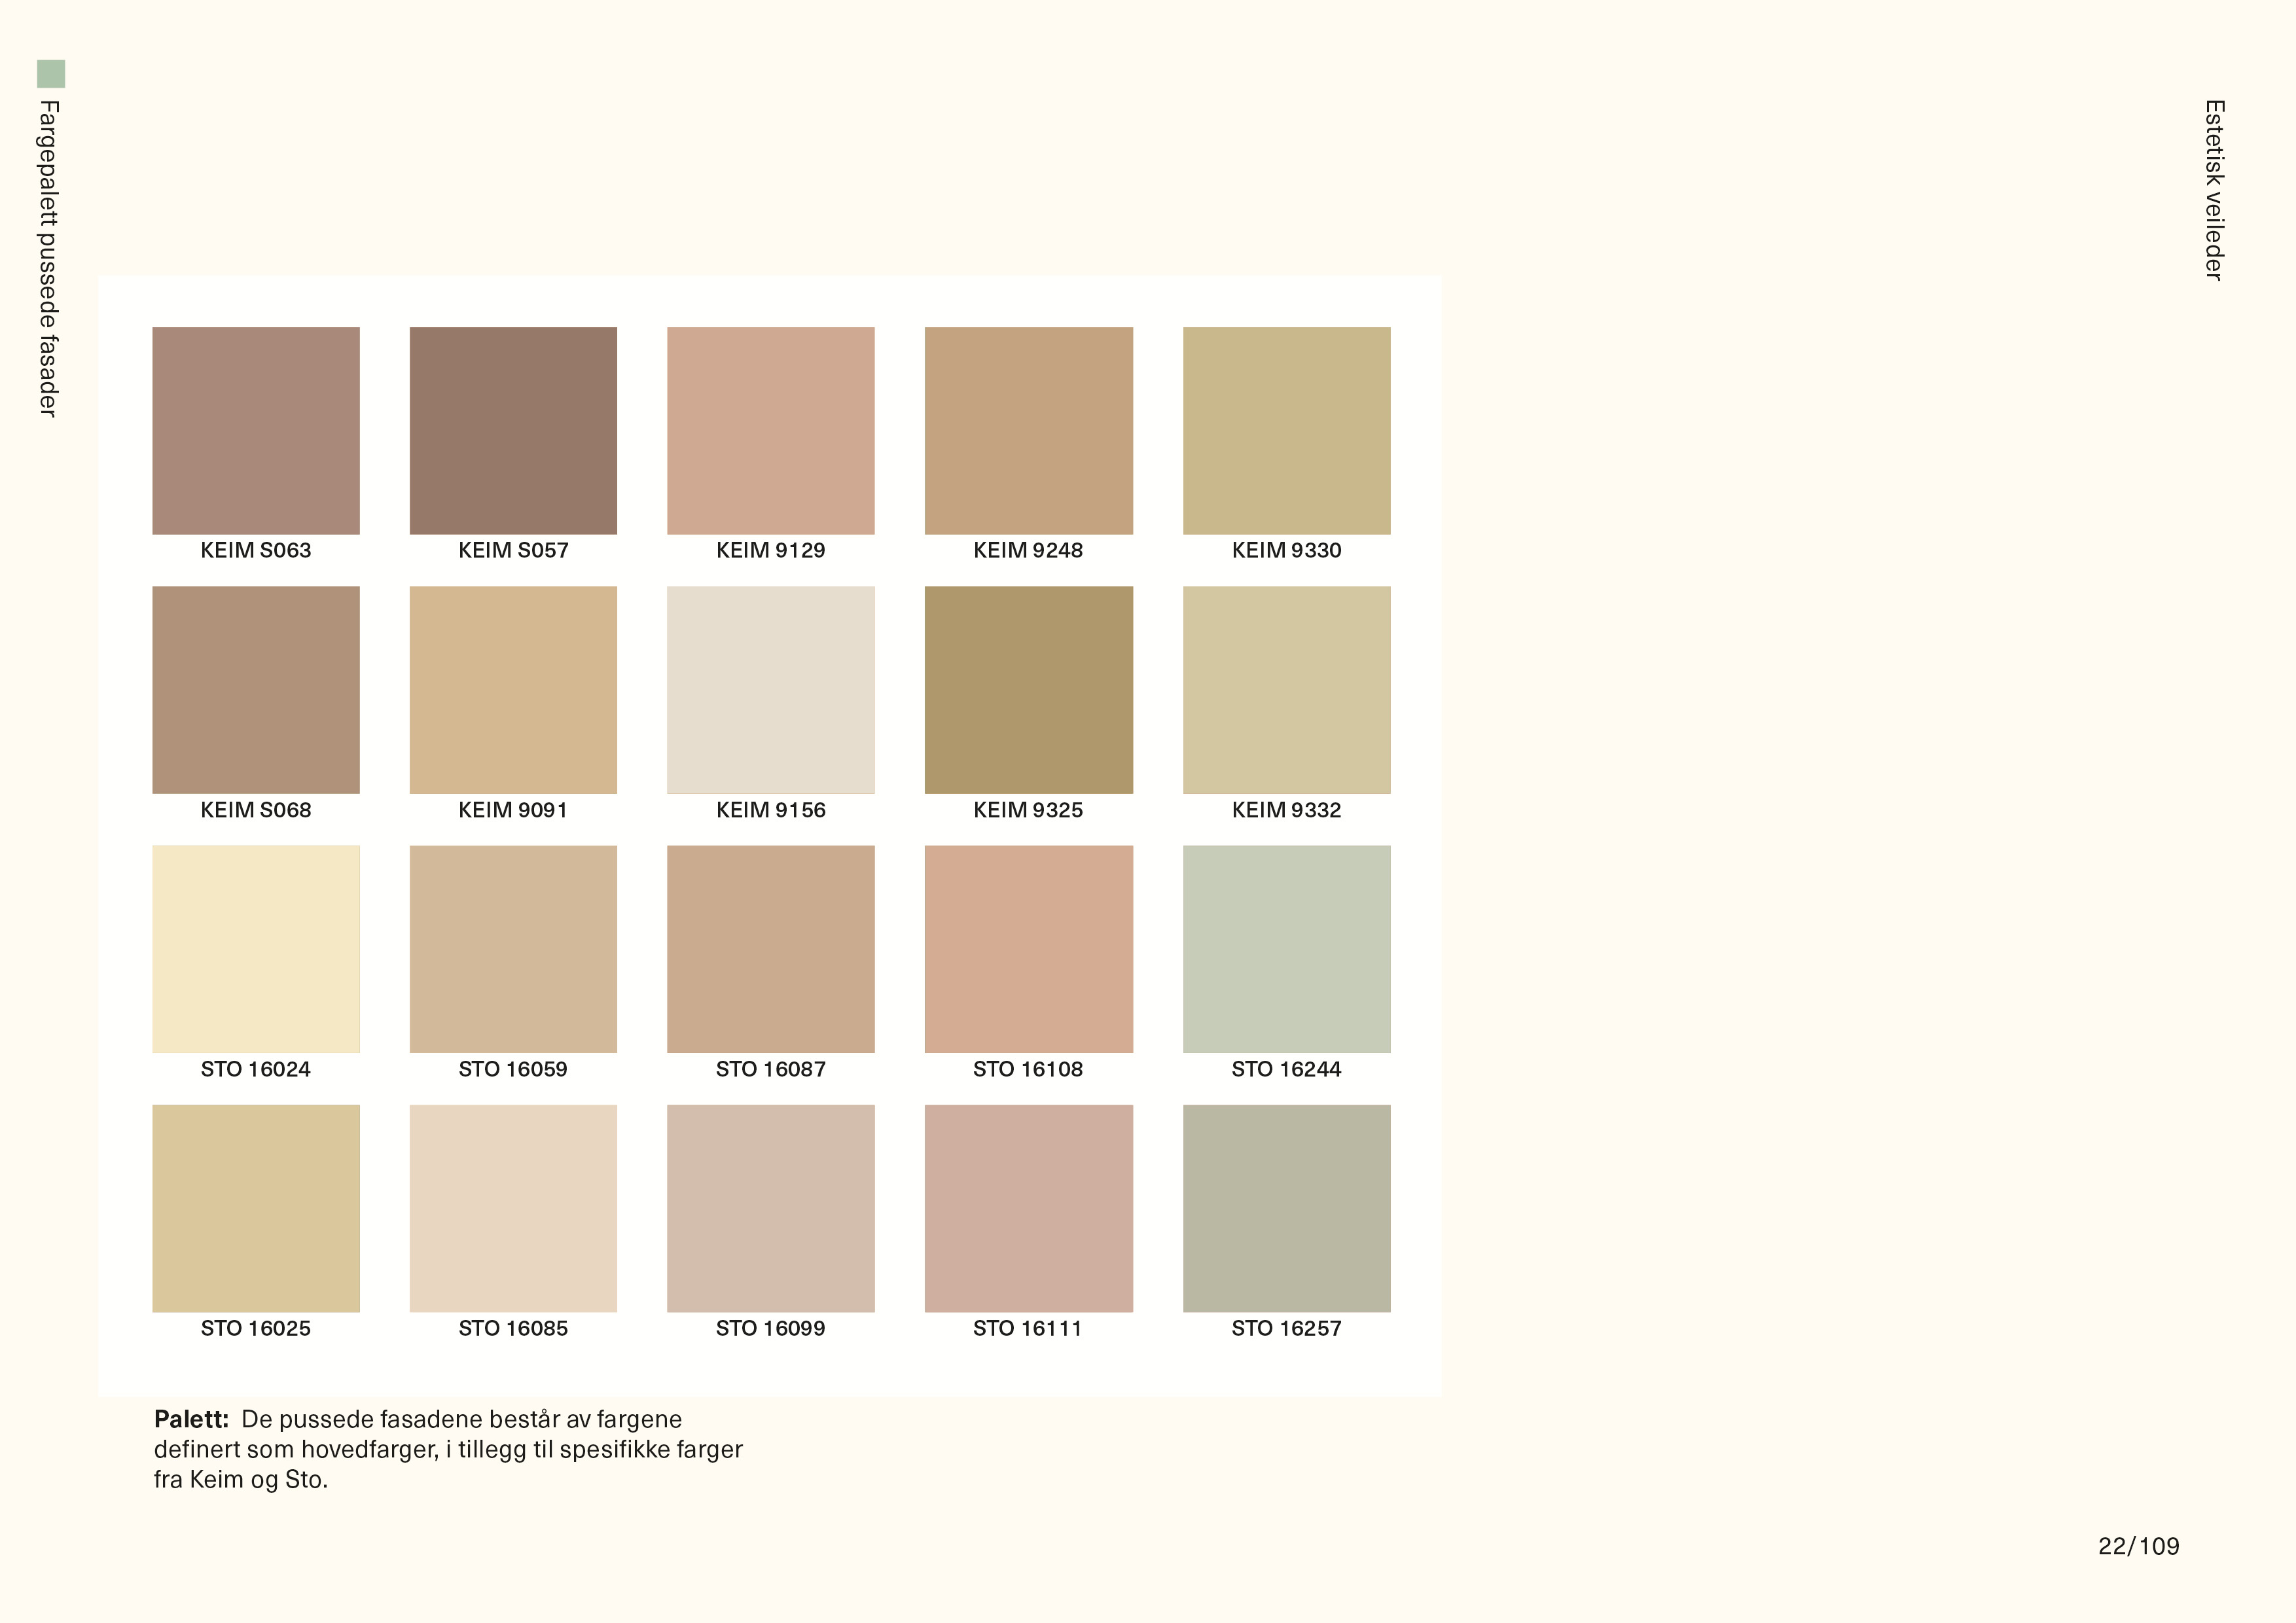 Fargepalett pussede fasader
Estetisk veileder
KEIM S063
KEIM S057
KEIM 9129
KEIM 9248
KEIM 9330
KEIM S068
KEIM 9091
KEIM 9156
KEIM 9325
KEIM 9332
STO 16024
STO 16059
STO 16087
STO 16108
STO 16244
STO 16025
STO 16085
STO 16099
STO 16111
STO 16257
Palett: De pussede fasadene består av fargene
definert som hovedfarger, i tillegg til spesifikke farger
fra Keim og Sto.
22/109